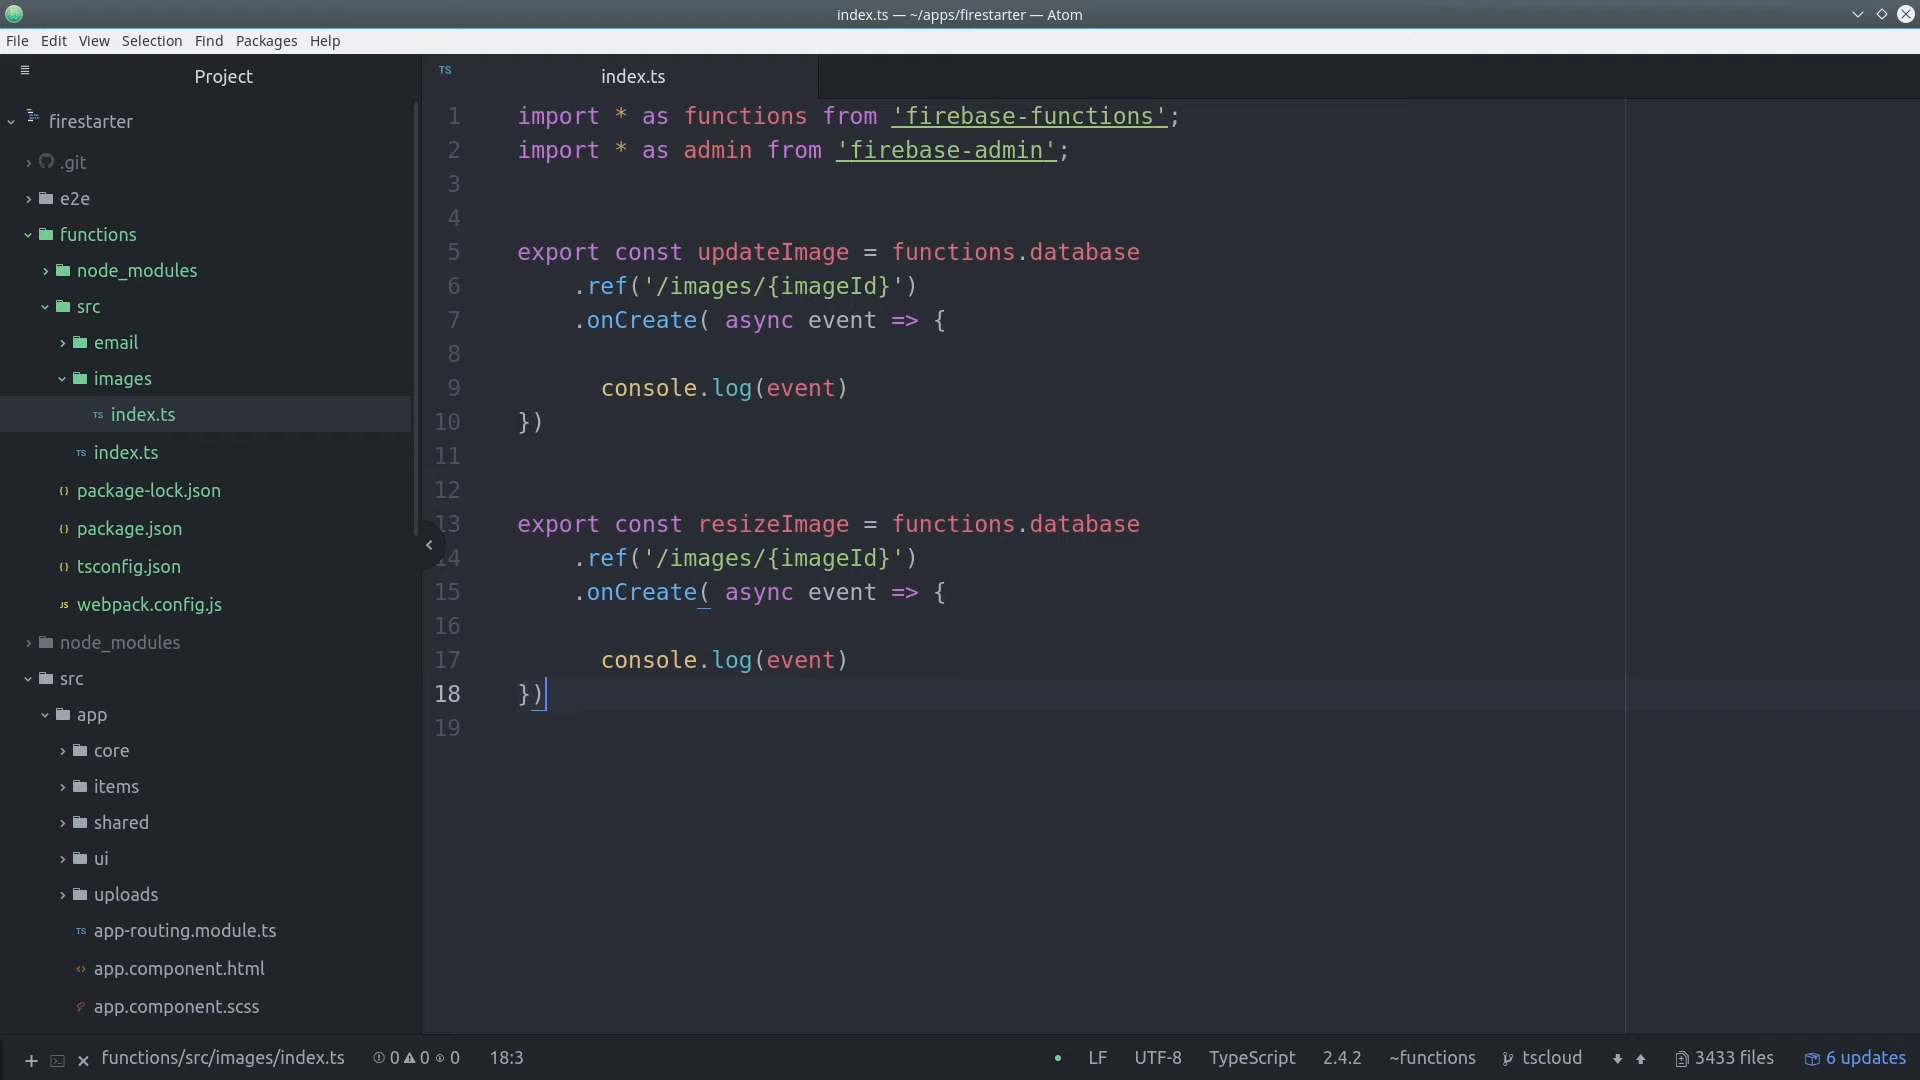 index.ts — ~/apps/firestarter — Atom
File Edit View Selection Find Packages Help
Project
TS index.ts
firestarter
.git
e2e
functions
node_modules
src
email
images
TS index.ts
TS index.ts
{} package-lock.json
{} package.json
{} tsconfig.json
JS webpack.config.js
node_modules
src
app
core
items
shared
ui
uploads
TS app-routing.module.ts
<> app.component.html
app.component.scss
1 import * as functions from 'firebase-functions';
2 import * as admin from 'firebase-admin';
3
4
5 export const updateImage = functions.database
6 .ref('/images/{imageId}')
7 .onCreate( async event => {
8
9 console.log(event)
10 })
11
12
13 export const resizeImage = functions.database
14 .ref('/images/{imageId}')
15 .onCreate( async event => {
16
17 console.log(event)
18 })
19
functions/src/images/index.ts 0 0 0 18:3 LF UTF-8 TypeScript 2.4.2 ~functions tscloud 3433 files 6 updates